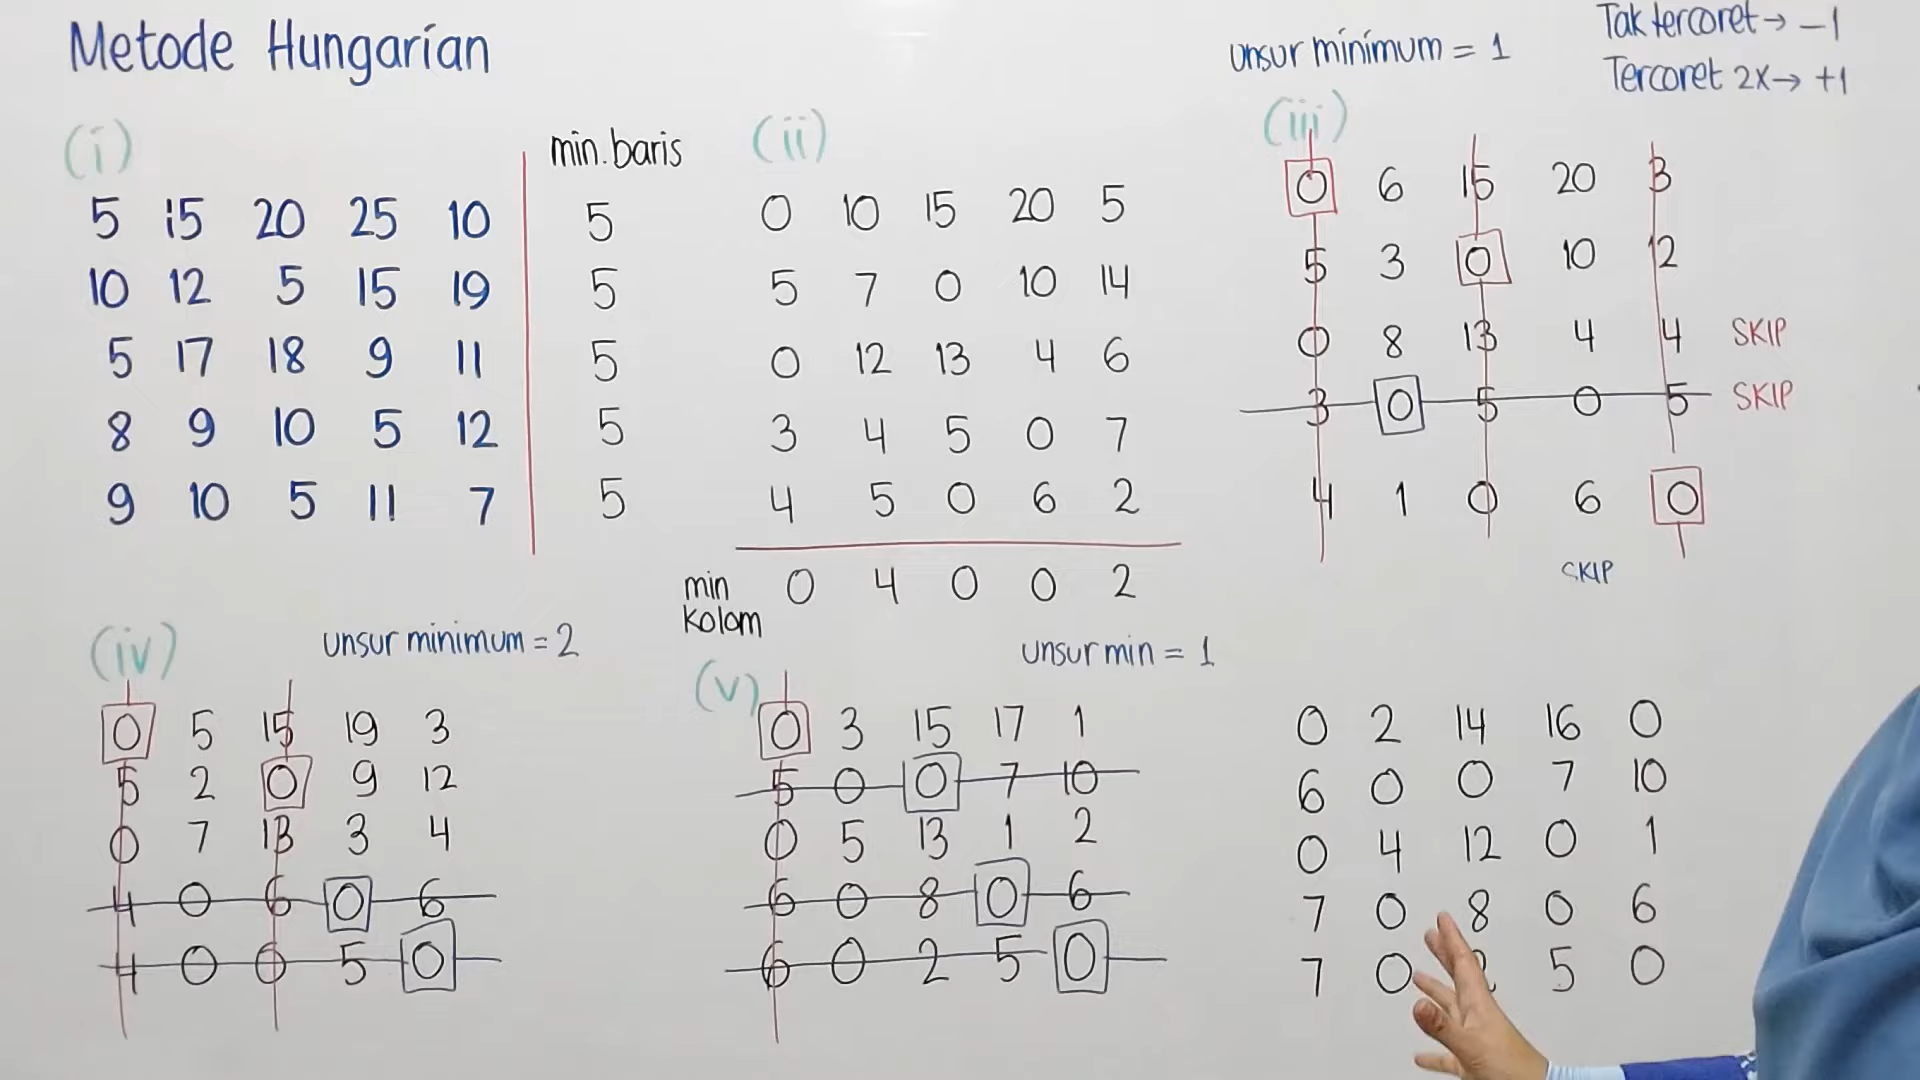 Metode Hungarian
unsur minimum = 1
Tak tercoret → -1
Tercoret 2x → +1
(i)
min. baris
5 15 20 25 10 5
10 12 5 15 19 5
5 17 18 9 11 5
8 9 10 5 12 5
9 10 5 11 7 5
(ii)
0 10 15 20 5
5 7 0 10 14
0 12 13 4 6
3 4 5 0 7
4 5 0 6 2
min kolom 0 4 0 0 2
(iii)
0 6 15 20 3
5 3 0 10 12
0 8 13 4 4 SKIP
3 0 5 0 5 SKIP
4 1 0 6 0
SKIP
(iv)
unsur minimum = 2
0 5 15 19 3
5 2 0 9 12
0 7 13 3 4
4 0 6 0 6
4 0 0 5 0
(v)
unsur min = 1
0 3 15 17 1
5 0 0 7 10
0 5 13 1 2
6 0 8 0 6
6 0 2 5 0
0 2 14 16 0
6 0 0 7 10
0 4 12 0 1
7 0 8 0 6
7 0 5 0